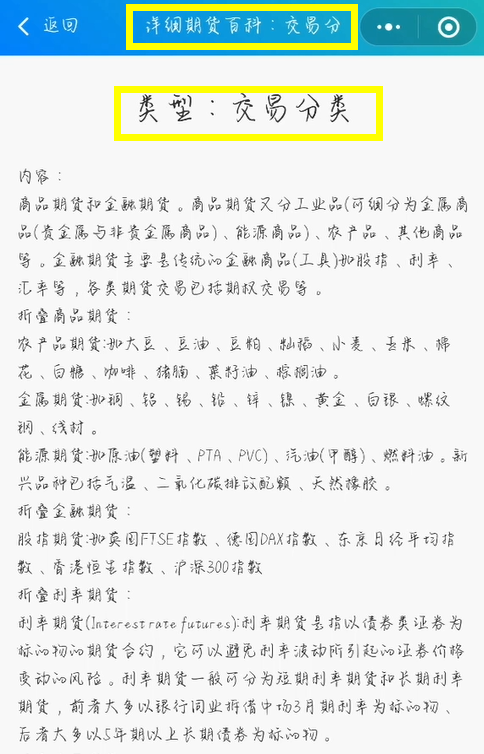 返回
详细期货百科：交易分
类型：交易分类
内容：
商品期货和金融期货。商品期货又分工业品(可细分为金属商
品(贵金属与非贵金属商品)、能源商品)、农产品、其他商品
等。金融期货主要是传统的金融商品(工具)如股指、利率、
汇率等，各类期货交易包括期权交易等。
折叠商品期货：
农产品期货:如大豆、豆油、豆粕、籼稻、小麦、玉米、棉
花、白糖、咖啡、猪腩、菜籽油、棕榈油。
金属期货:如铜、铝、锡、铅、锌、镍、黄金、白银、螺纹
钢、线材。
能源期货:如原油(塑料、PTA、PVC)、汽油(甲醇)、燃料油。新
兴品种包括气温、二氧化碳排放配额、天然橡胶。
折叠金融期货：
股指期货:如英国FTSE指数、德国DAX指数、东京日经平均指
数、香港恒生指数、沪深300指数
折叠利率期货：
利率期货(Interest rate futures):利率期货是指以债券类证券为
标的物的期货合约，它可以避免利率波动所引起的证券价格
变动的风险。利率期货一般可分为短期利率期货和长期利率
期货，前者大多以银行同业拆借中场3月期利率为标的物、
后者大多以5年期以上长期债券为标的物。